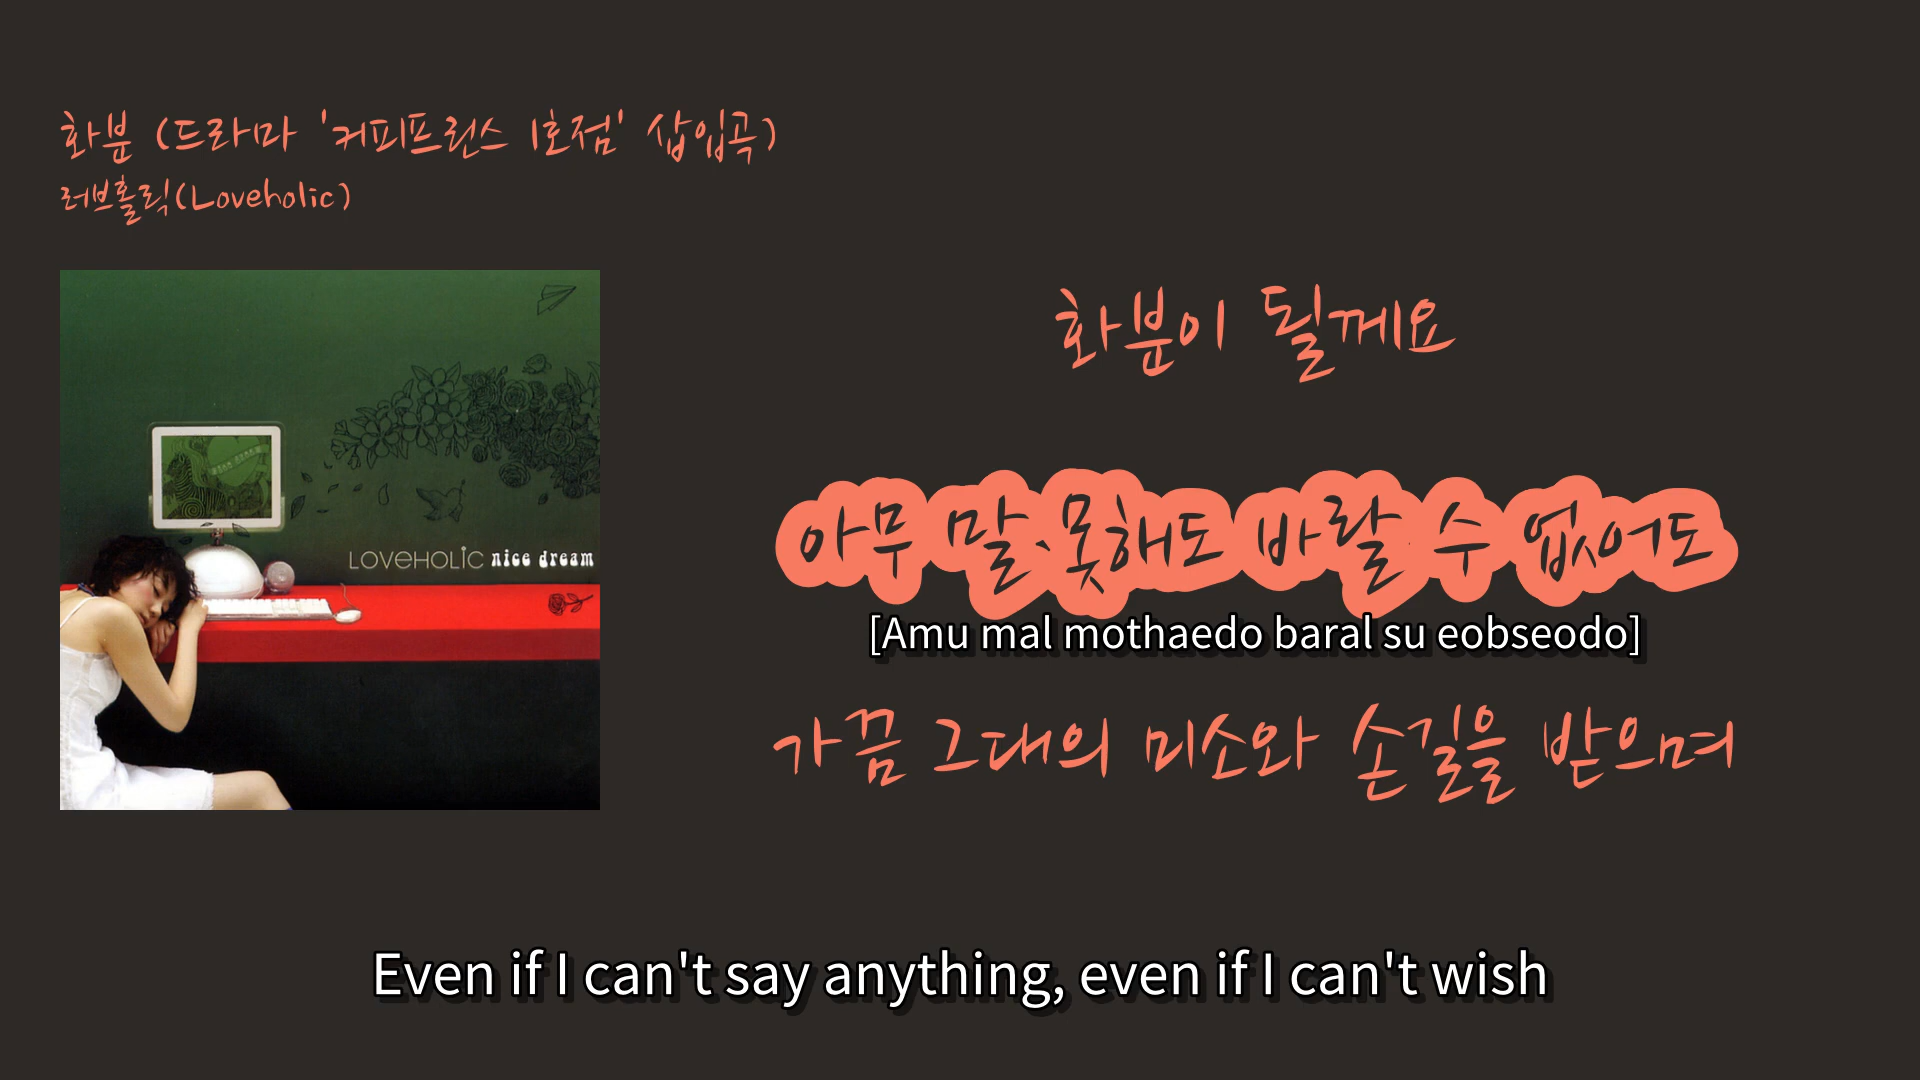 화분 (드라마 '커피프린스 1호점' 삽입곡)
러브홀릭(Loveholic)
LOVEHOLIC nice dream
화분이 될께요
아무 말 못해도 바랄 수 없어도
[Amu mal mothaedo baral su eobseodo]
가끔 그대의 미소와 손길을 받으며
Even if I can't say anything, even if I can't wish